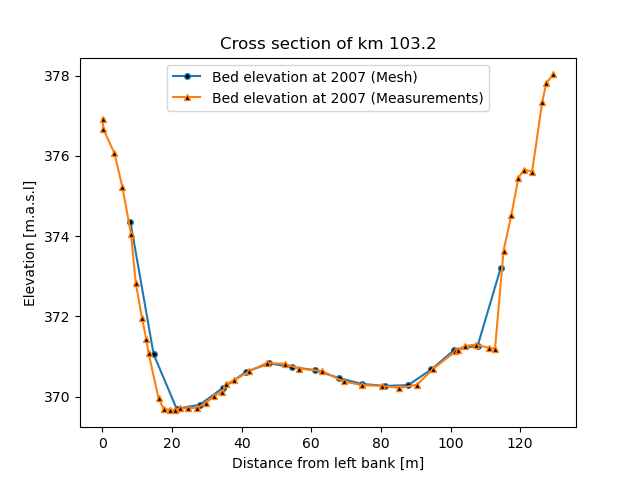 Cross section of km 103.2
Bed elevation at 2007 (Mesh)
Bed elevation at 2007 (Measurements)
Elevation [m.a.s.l]
378
376
374
372
370
0 20 40 60 80 100 120
Distance from left bank [m]